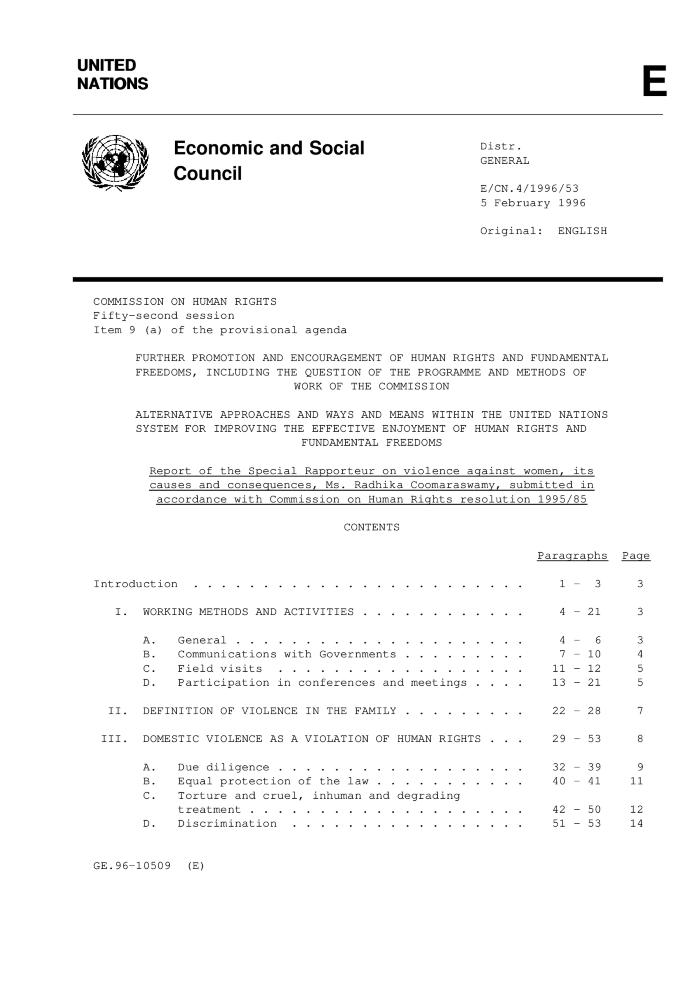 UNITED
NATIONS
E
Economic and Social
Council
Distr.
GENERAL
E/CN.4/1996/53
5 February 1996
Original:  ENGLISH
COMMISSION ON HUMAN RIGHTS
Fifty-second session
Item 9 (a) of the provisional agenda
FURTHER PROMOTION AND ENCOURAGEMENT OF HUMAN RIGHTS AND FUNDAMENTAL
FREEDOMS, INCLUDING THE QUESTION OF THE PROGRAMME AND METHODS OF
WORK OF THE COMMISSION
ALTERNATIVE APPROACHES AND WAYS AND MEANS WITHIN THE UNITED NATIONS
SYSTEM FOR IMPROVING THE EFFECTIVE ENJOYMENT OF HUMAN RIGHTS AND
FUNDAMENTAL FREEDOMS
Report of the Special Rapporteur on violence against women, its
causes and consequences, Ms. Radhika Coomaraswamy, submitted in
accordance with Commission on Human Rights resolution 1995/85
CONTENTS
Paragraphs  Page
Introduction . . . . . . . . . . . . . . . . . . . . . . . . 1 - 3 3
I. WORKING METHODS AND ACTIVITIES . . . . . . . . . . . . 4 - 21 3
A. General . . . . . . . . . . . . . . . . . . . . . 4 - 6 3
B. Communications with Governments . . . . . . . . . 7 - 10 4
C. Field visits . . . . . . . . . . . . . . . . . . 11 - 12 5
D. Participation in conferences and meetings . . . . 13 - 21 5
II. DEFINITION OF VIOLENCE IN THE FAMILY . . . . . . . . . 22 - 28 7
III. DOMESTIC VIOLENCE AS A VIOLATION OF HUMAN RIGHTS . . . 29 - 53 8
A. Due diligence . . . . . . . . . . . . . . . . . . 32 - 39 9
B. Equal protection of the law . . . . . . . . . . . 40 - 41 11
C. Torture and cruel, inhuman and degrading
treatment . . . . . . . . . . . . . . . . . . . . 42 - 50 12
D. Discrimination . . . . . . . . . . . . . . . . . 51 - 53 14
GE.96-10509 (E)